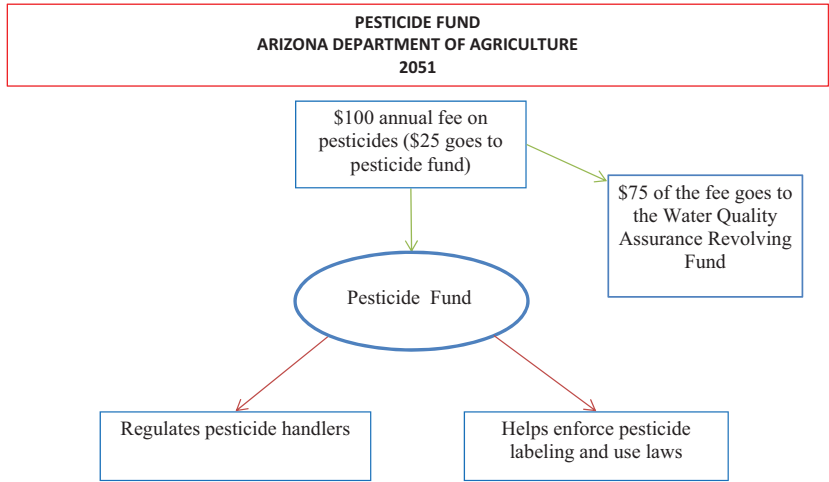 PESTICIDE FUND
ARIZONA DEPARTMENT OF AGRICULTURE
2051
$100 annual fee on
pesticides ($25 goes to
pesticide fund)
$75 of the fee goes to
the Water Quality
Assurance Revolving
Fund
Pesticide Fund
Regulates pesticide handlers
Helps enforce pesticide
labeling and use laws